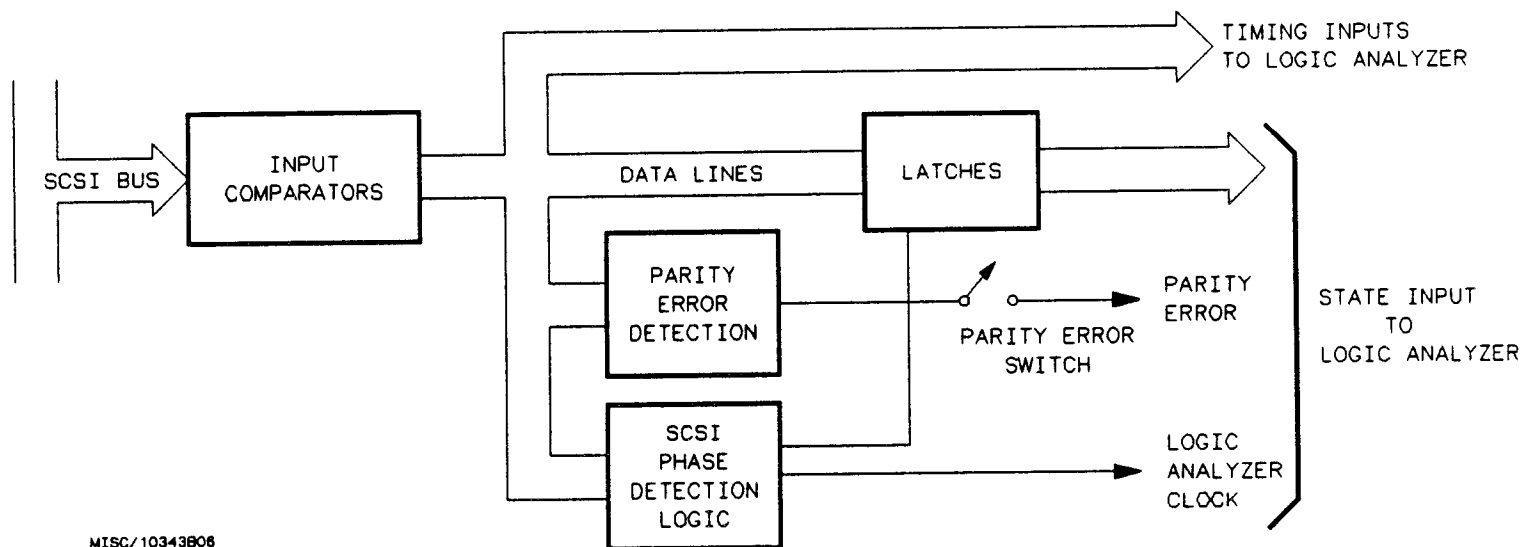 TIMING INPUTS
TO LOGIC ANALYZER
SCSI BUS
INPUT
COMPARATORS
DATA LINES
LATCHES
PARITY
ERROR
DETECTION
PARITY ERROR
SWITCH
PARITY
ERROR
STATE INPUT
TO
LOGIC ANALYZER
SCSI
PHASE
DETECTION
LOGIC
LOGIC
ANALYZER
CLOCK
MISC/10343B06